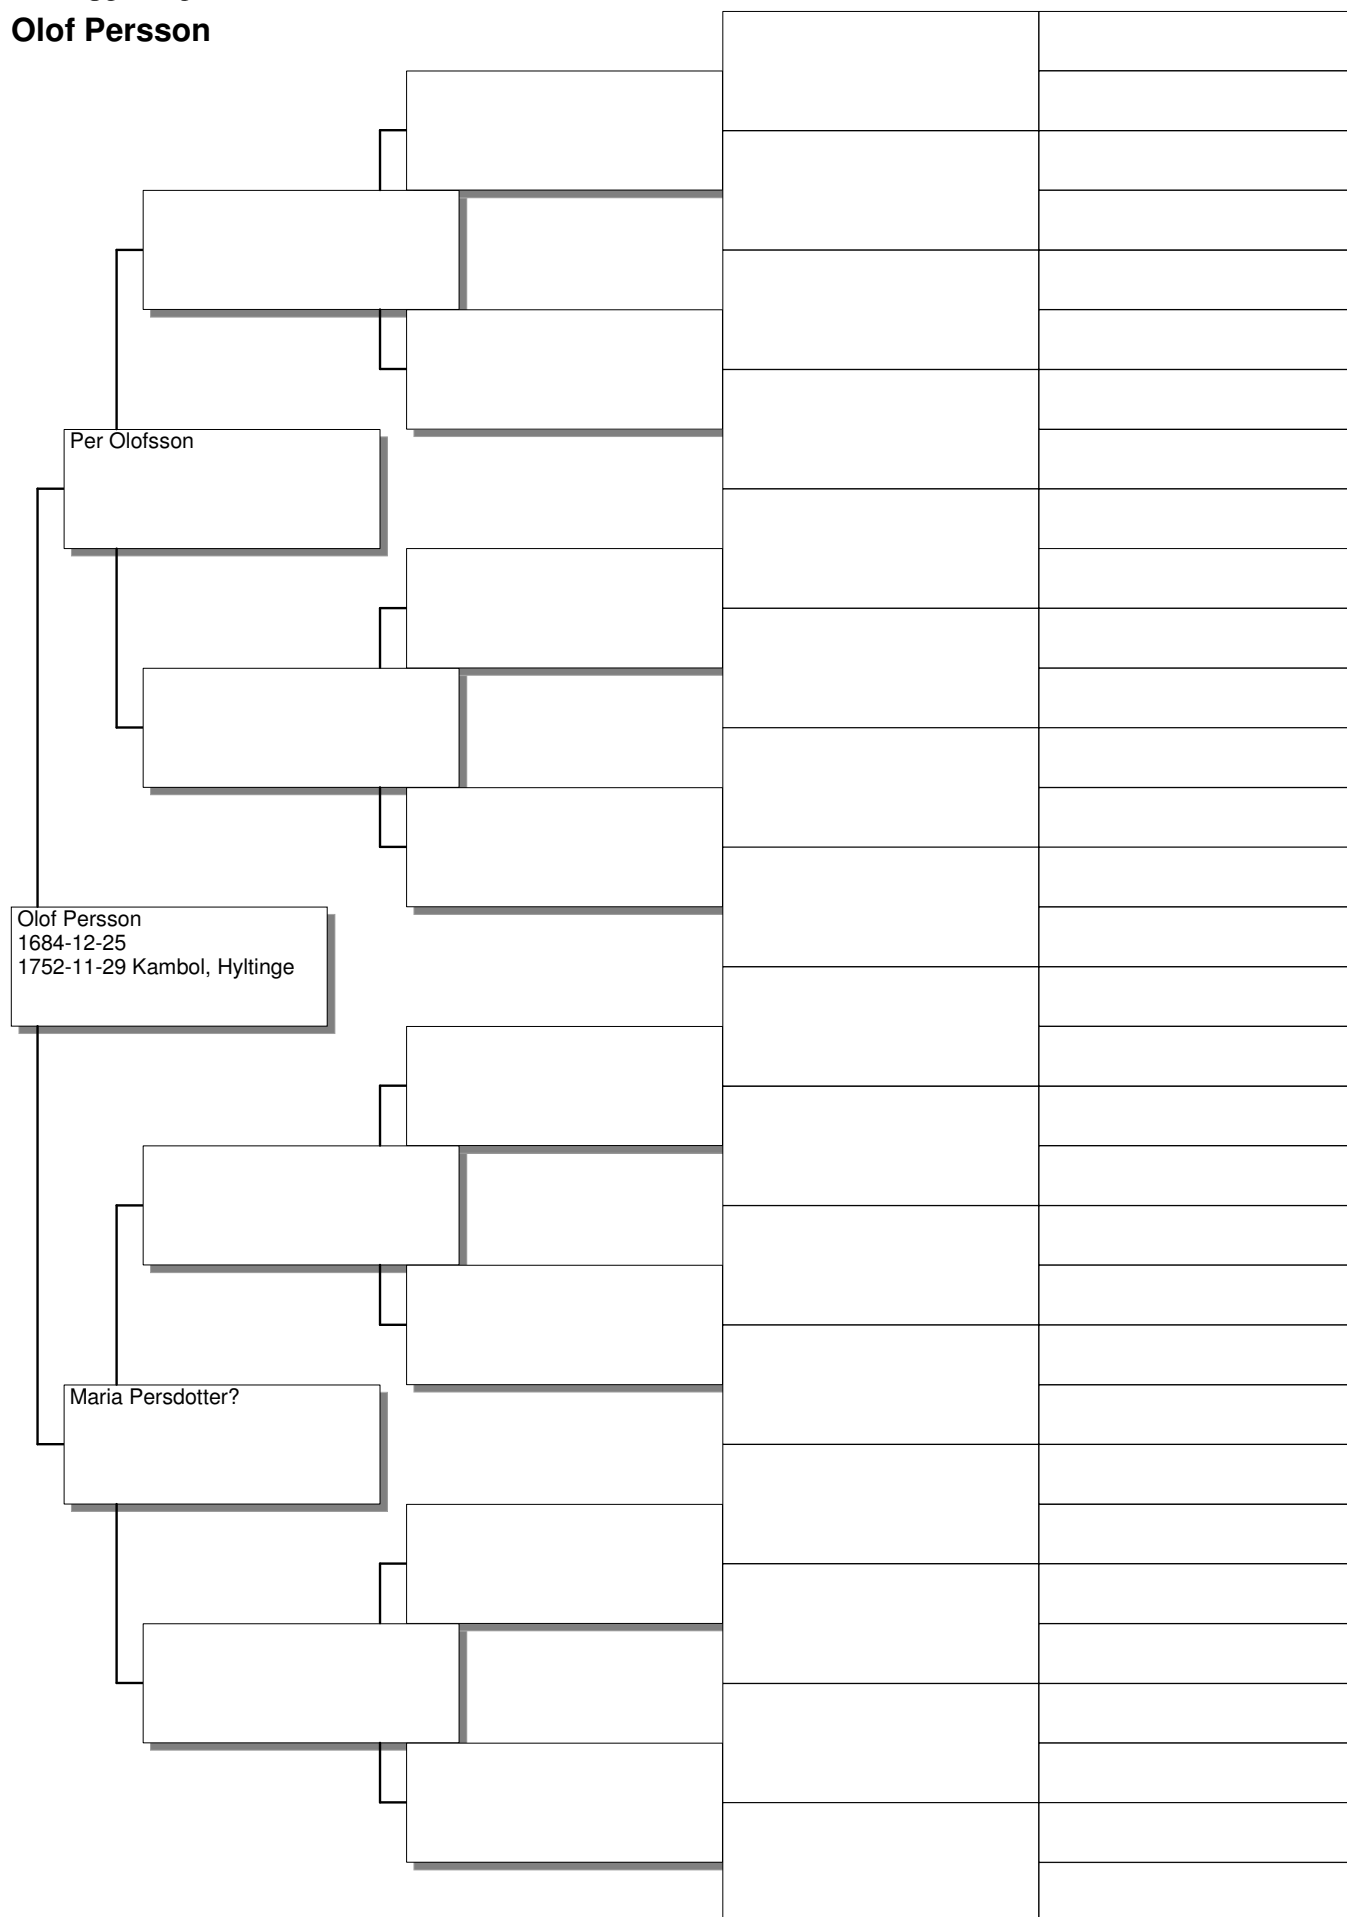 Olof Persson
Per Olofsson
Olof Persson
1684-12-25
1752-11-29 Kambol, Hyltinge
Maria Persdotter?